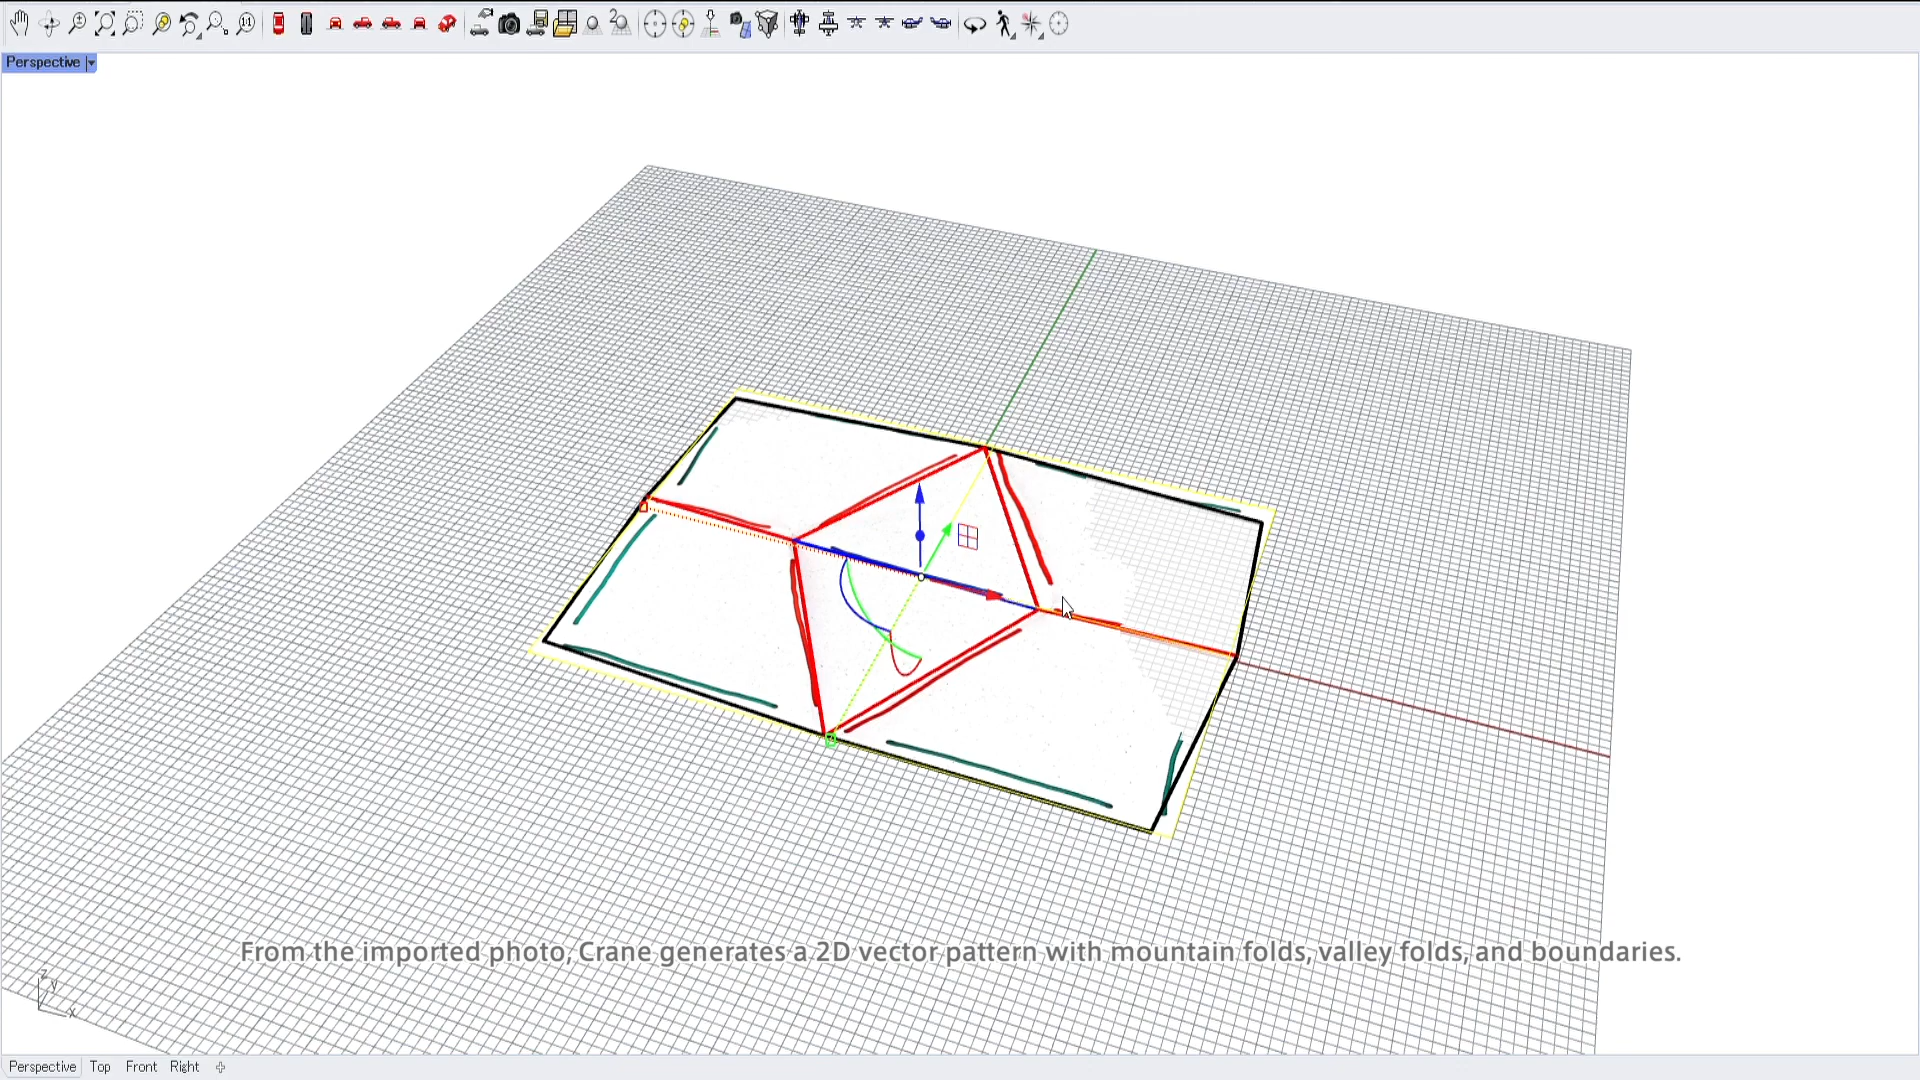 Perspective
From the imported photo, Crane generates a 2D vector pattern with mountain folds, valley folds, and boundaries.
z
y
x
Perspective Top Front Right